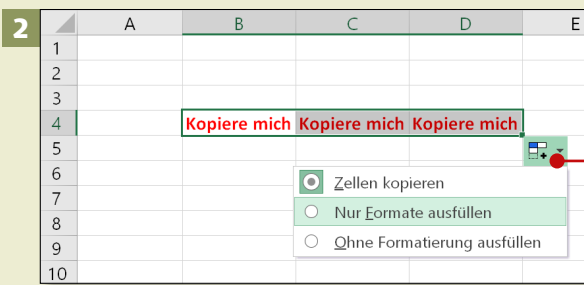 2
A B C D E
1
2
3
4 Kopiere mich Kopiere mich Kopiere mich
5
6 Zellen kopieren
7 Nur Formate ausfüllen
8
9 Ohne Formatierung ausfüllen
10